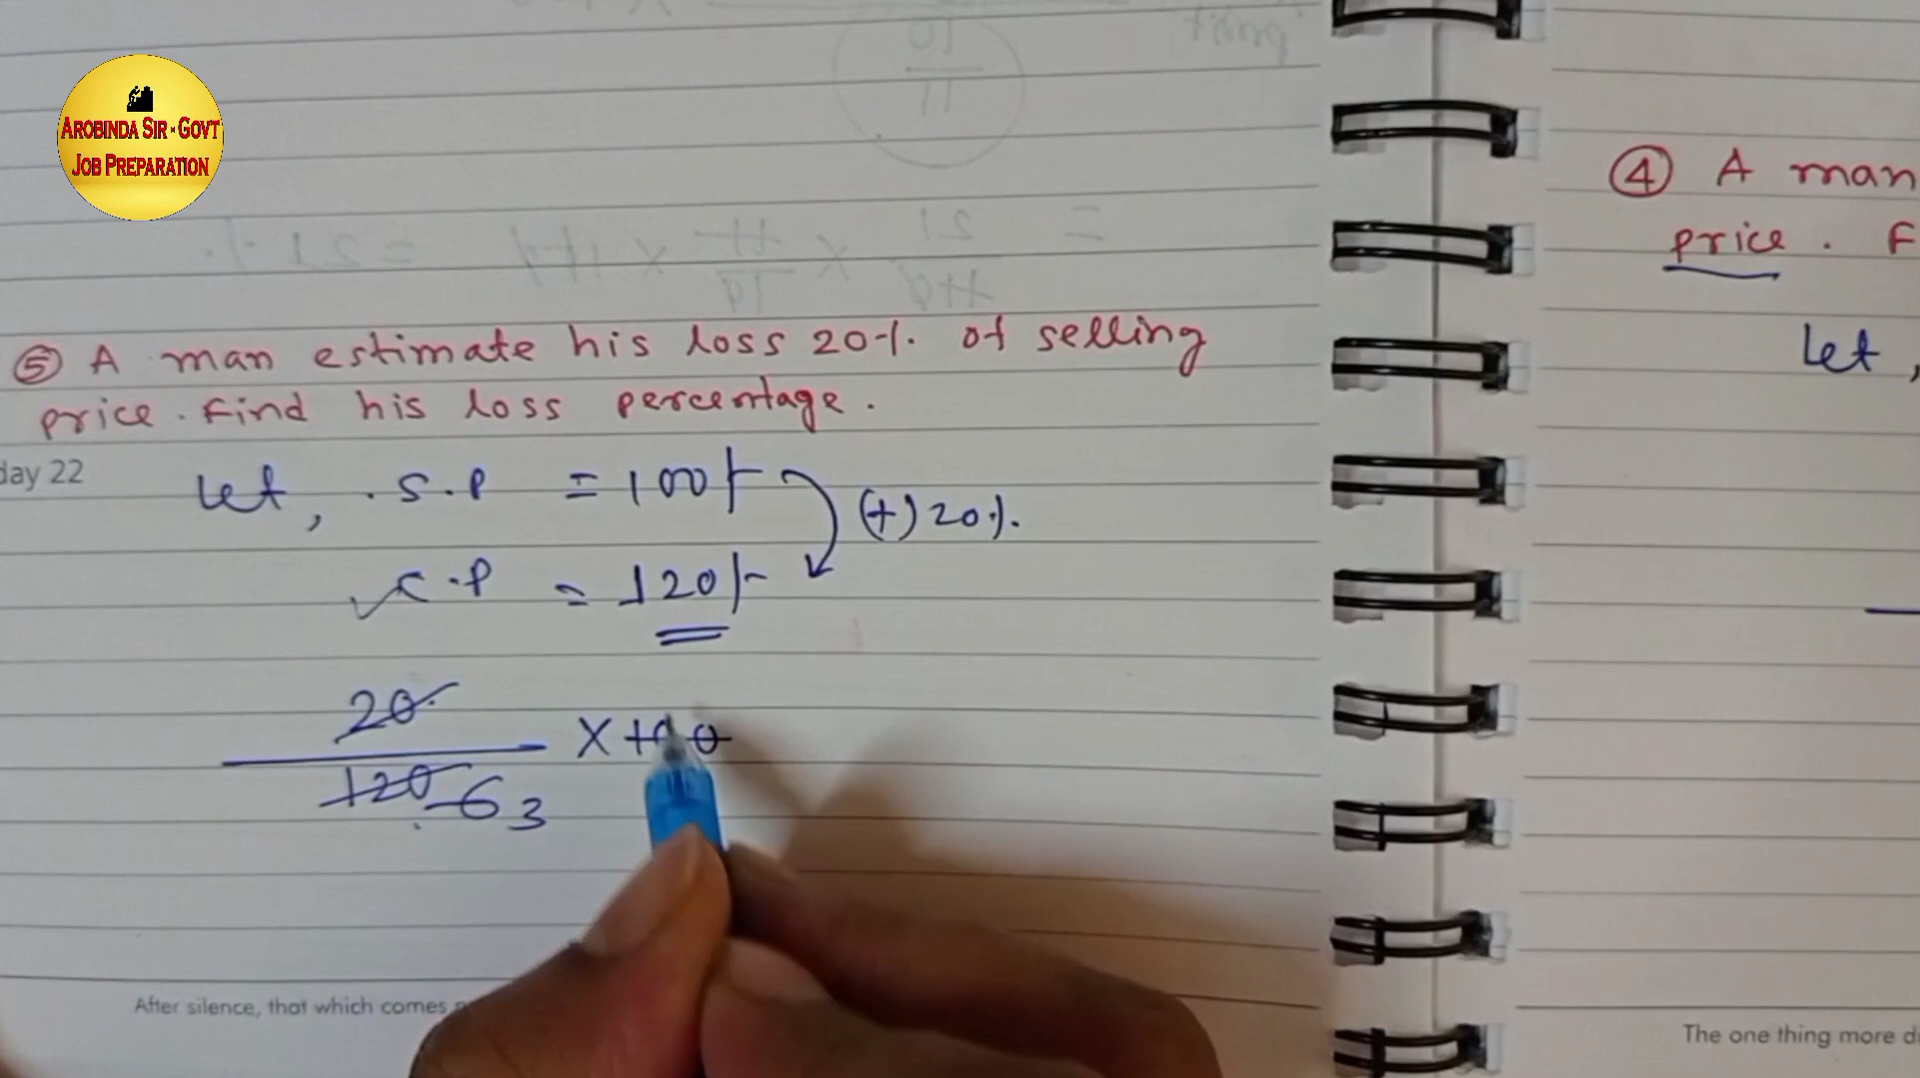 AROBINDA SIR - GOVT
JOB PREPARATION
⑤ A man estimate his loss 20%. of selling
price. Find his loss percentage.
day 22
Let, S.P = 100/-
(+) 20%.
C.P = 120/-
20
120 6 3
X 100
After silence, that which comes
④ A man
price. F
Let,
The one thing more di